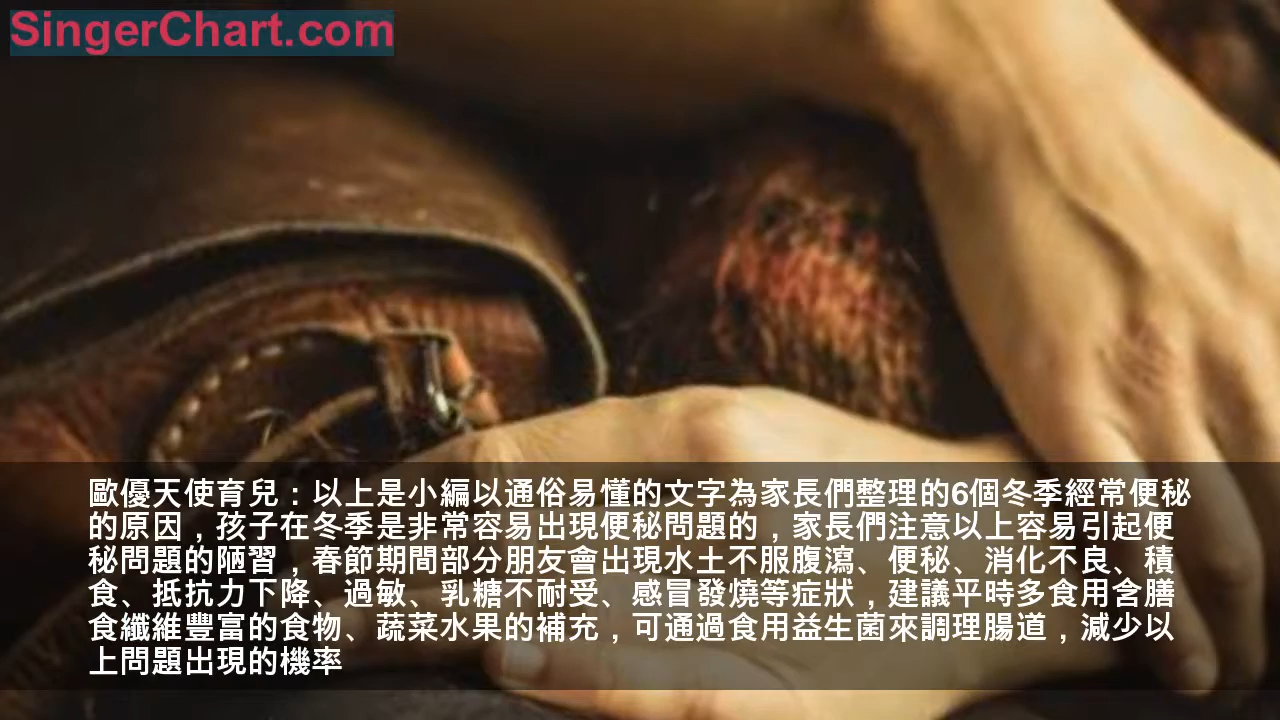 SingerChart.com
歐優天使育兒：以上是小編以通俗易懂的文字為家長們整理的6個冬季經常便秘
的原因，孩子在冬季是非常容易出現便秘問題的，家長們注意以上容易引起便
秘問題的陋習，春節期間部分朋友會出現水土不服腹瀉、便秘、消化不良、積
食、抵抗力下降、過敏、乳糖不耐受、感冒發燒等症狀，建議平時多食用含膳
食纖維豐富的食物、蔬菜水果的補充，可通過食用益生菌來調理腸道，減少以
上問題出現的機率